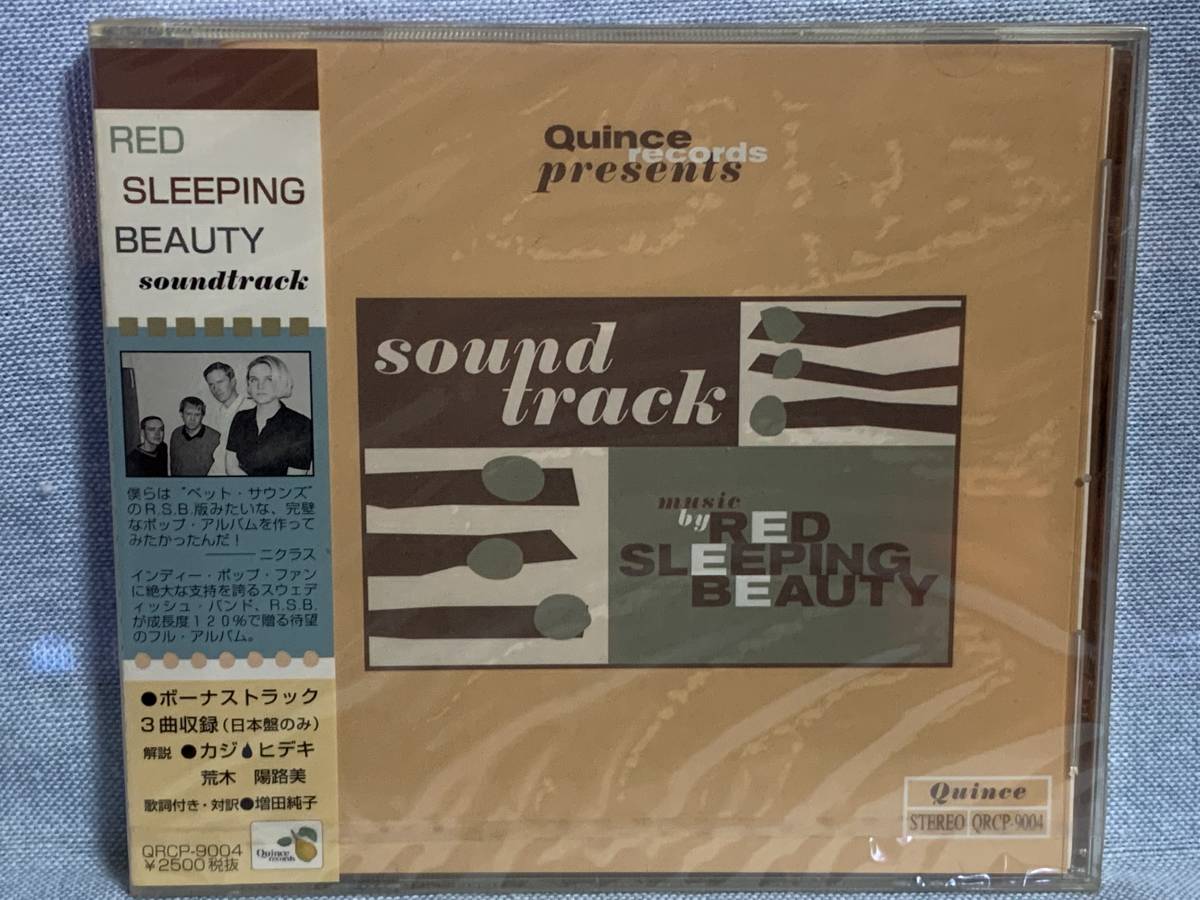 RED
SLEEPING
BEAUTY
soundtrack
僕らは“ペット・サウンズ”
のR.S.B.版みたいな、完璧
なポップ・アルバムを作って
みたかったんだ！
——ニクラス
インディー・ポップ・ファン
に絶大な支持を誇るスウェデ
ィッシュ・バンド、R.S.B.
が成長度120%で贈る待望
のフル・アルバム。
●ボーナストラック
3曲収録(日本盤のみ)
解説 ●カジヒデキ
荒木 陽路美
歌詞付き・対訳●増田純子
QRCP-9004
¥2500税抜
Quince
records
Quince
records
presents
sound
track
music
by RED
SLEEPING
BEAUTY
Quince
STEREO QRCP-9004